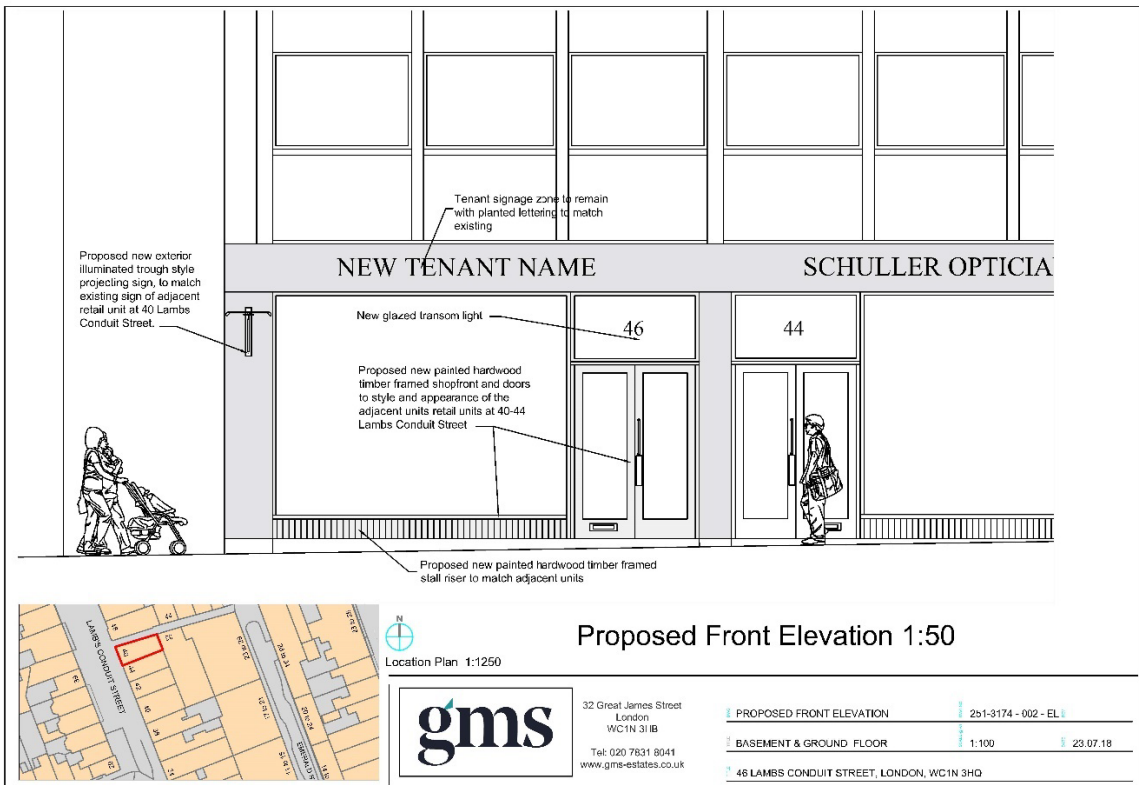 Tenant signage zone to remain
with planted lettering to match
existing
Proposed new exterior
illuminated trough style
projecting sign, to match
existing sign of adjacent
retail unit at 40 Lambs
Conduit Street.
NEW TENANT NAME
SCHULLER OPTICIA
New glazed transom light
46
44
Proposed new painted hardwood
timber framed shopfront and doors
to style and appearance of the
adjacent units retail units at 40-44
Lambs Conduit Street
Proposed new painted hardwood timber framed
stall riser to match adjacent units
LAMB'S CONDUIT STREET
N
Location Plan 1:1250
Proposed Front Elevation 1:50
gms
32 Great James Street
London
WC1N 3HB
Tel: 020 7831 8041
www.gms-estates.co.uk
PROPOSED FRONT ELEVATION
251-3174 - 002 - EL
BASEMENT & GROUND FLOOR
1:100
23.07.18
46 LAMBS CONDUIT STREET, LONDON, WC1N 3HQ